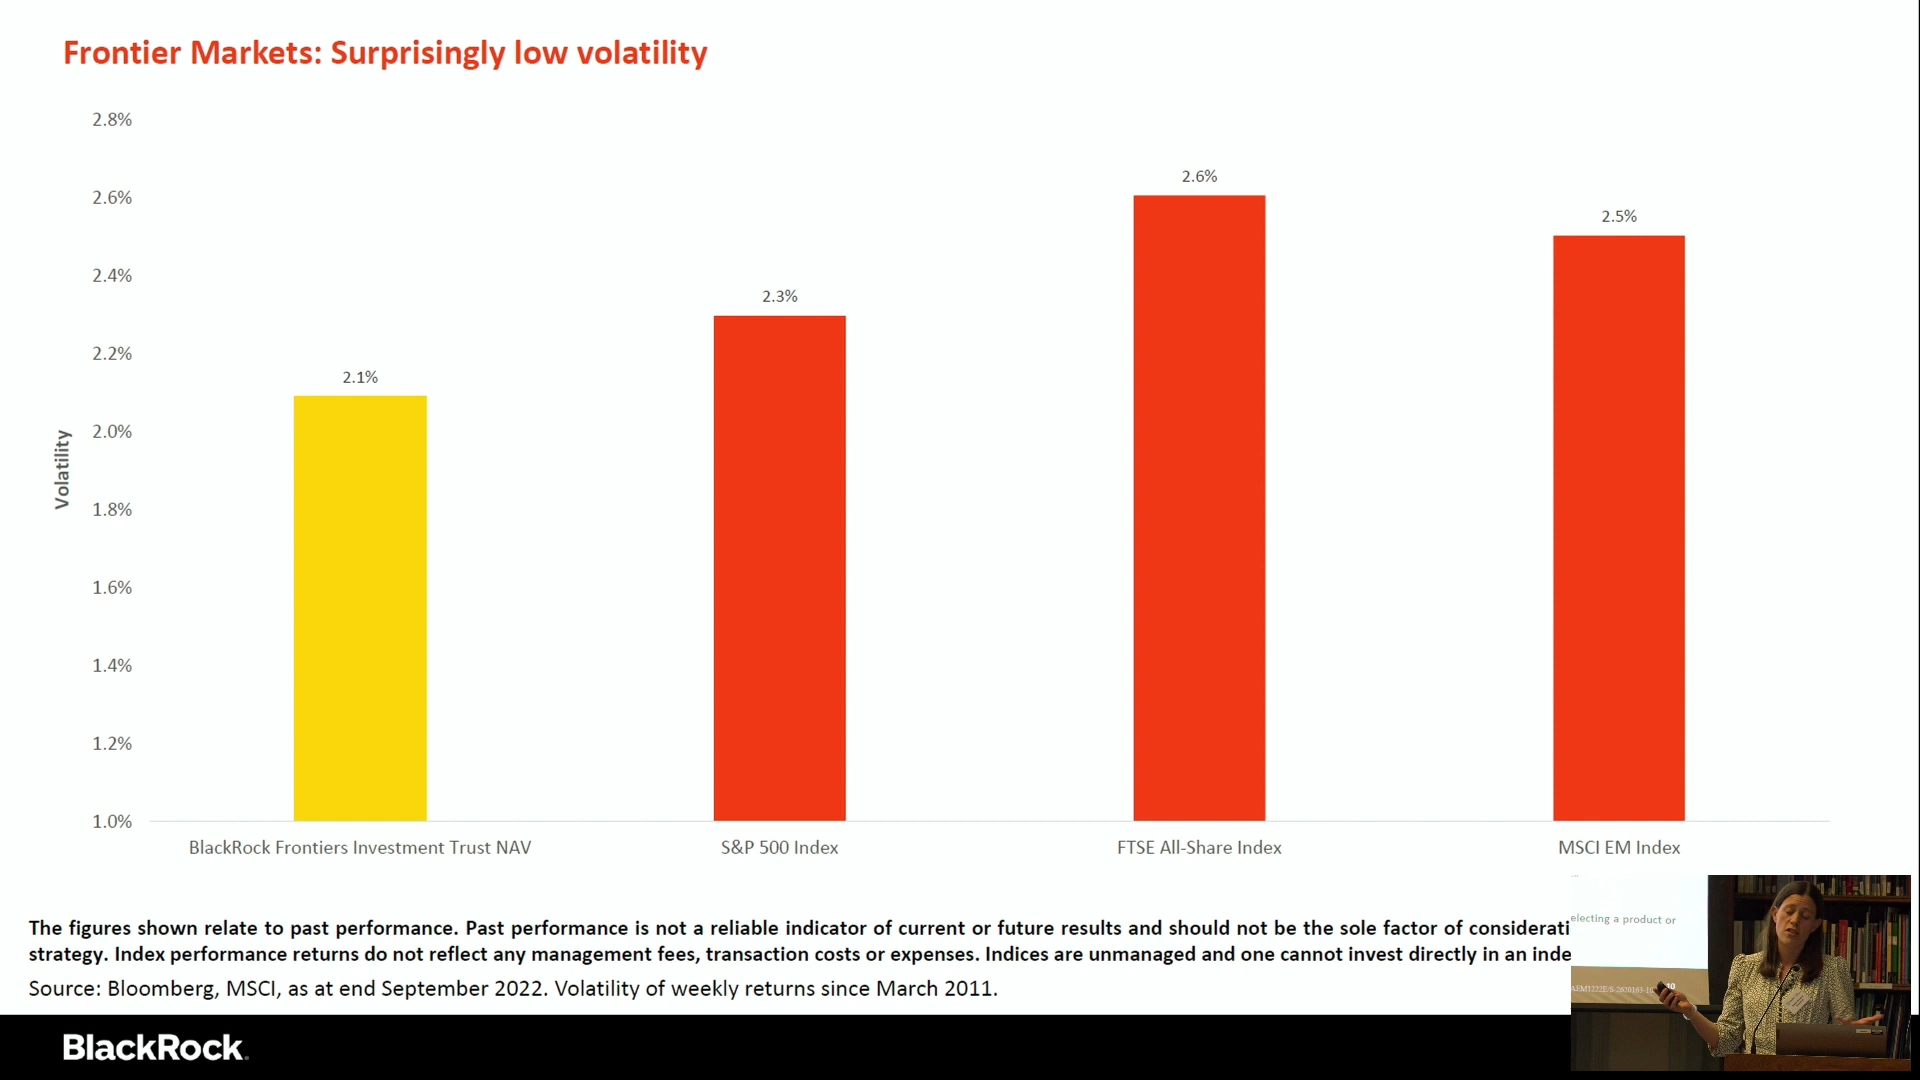 Frontier Markets: Surprisingly low volatility
2.8%
2.6%
2.4%
2.2%
2.0%
1.8%
1.6%
1.4%
1.2%
1.0%
Volatility
2.1%
2.3%
2.6%
2.5%
BlackRock Frontiers Investment Trust NAV
S&P 500 Index
FTSE All-Share Index
MSCI EM Index
The figures shown relate to past performance. Past performance is not a reliable indicator of current or future results and should not be the sole factor of considerati
strategy. Index performance returns do not reflect any management fees, transaction costs or expenses. Indices are unmanaged and one cannot invest directly in an inde
Source: Bloomberg, MSCI, as at end September 2022. Volatility of weekly returns since March 2011.
BlackRock.
electing a product or
10